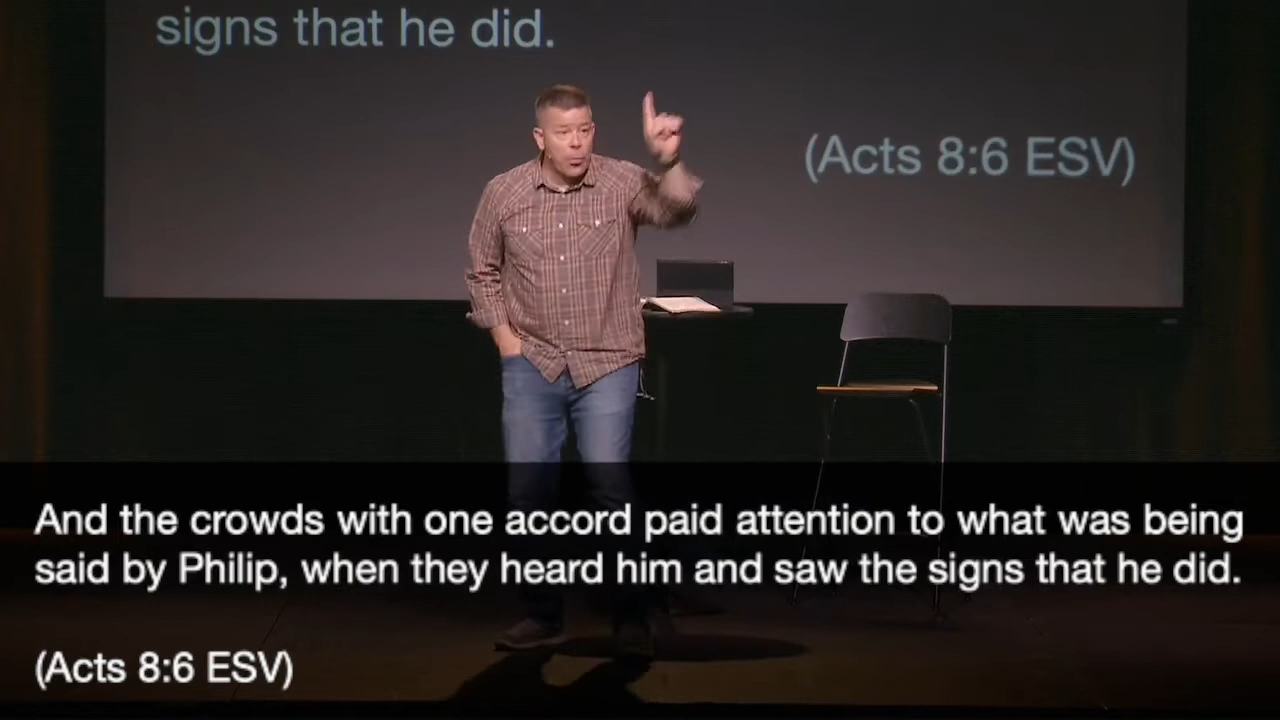 signs that he did.
(Acts 8:6 ESV)
And the crowds with one accord paid attention to what was being
said by Philip, when they heard him and saw the signs that he did.
(Acts 8:6 ESV)